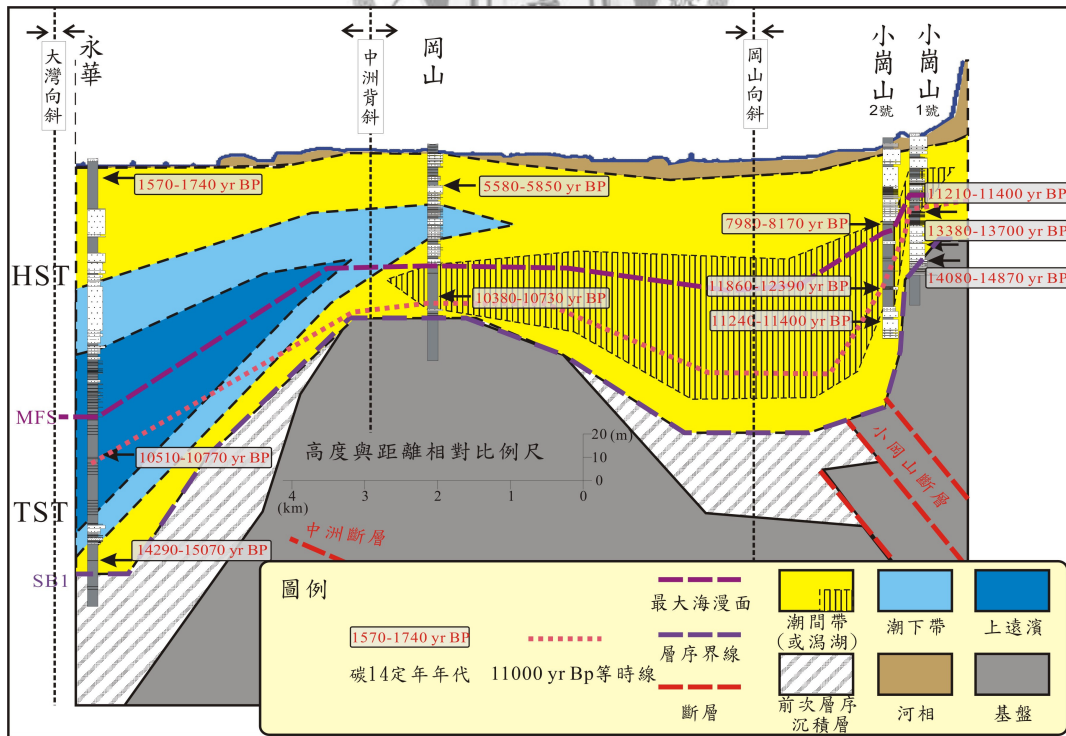 大灣向斜
永華
中洲背斜
岡山
岡山向斜
小崗山
2號
小崗山
1號
1570-1740 yr BP
5580-5850 yr BP
11210-11400 yr BP
7980-8170 yr BP
13380-13700 yr BP
HST
14080-14870 yr BP
11860-12390 yr BP
10380-10730 yr BP
11240-11400 yr BP
MFS
10510-10770 yr BP
高度與距離相對比例尺
20 (m)
10
0
4 3 2 1 0
(km)
小岡山斷層
TST
中洲斷層
14290-15070 yr BP
SB1
圖例
1570-1740 yr BP
碳14定年年代
11000 yr Bp等時線
最大海漫面
層序界線
斷層
潮間帶
(或潟湖)
潮下帶
上遠濱
前次層序
沉積層
河相
基盤